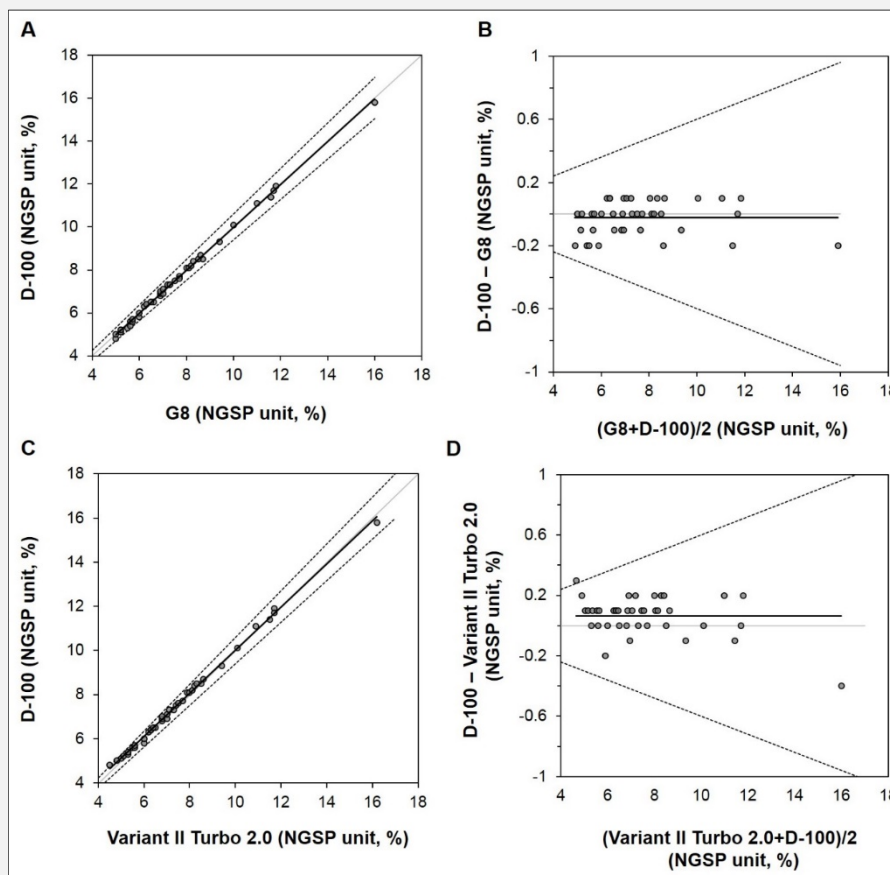 A
18
16
14
12
10
8
6
4
4 6 8 10 12 14 16 18
D-100 (NGSP unit, %)
G8 (NGSP unit, %)
B
1
0.6
0.2
-0.2
-0.6
-1
4 6 8 10 12 14 16 18
D-100 – G8 (NGSP unit, %)
(G8+D-100)/2 (NGSP unit, %)
C
18
16
14
12
10
8
6
4
4 6 8 10 12 14 16 18
D-100 (NGSP unit, %)
Variant II Turbo 2.0 (NGSP unit, %)
D
1
0.6
0.2
-0.2
-0.6
-1
4 6 8 10 12 14 16 18
D-100 – Variant II Turbo 2.0
(NGSP unit, %)
(Variant II Turbo 2.0+D-100)/2
(NGSP unit, %)